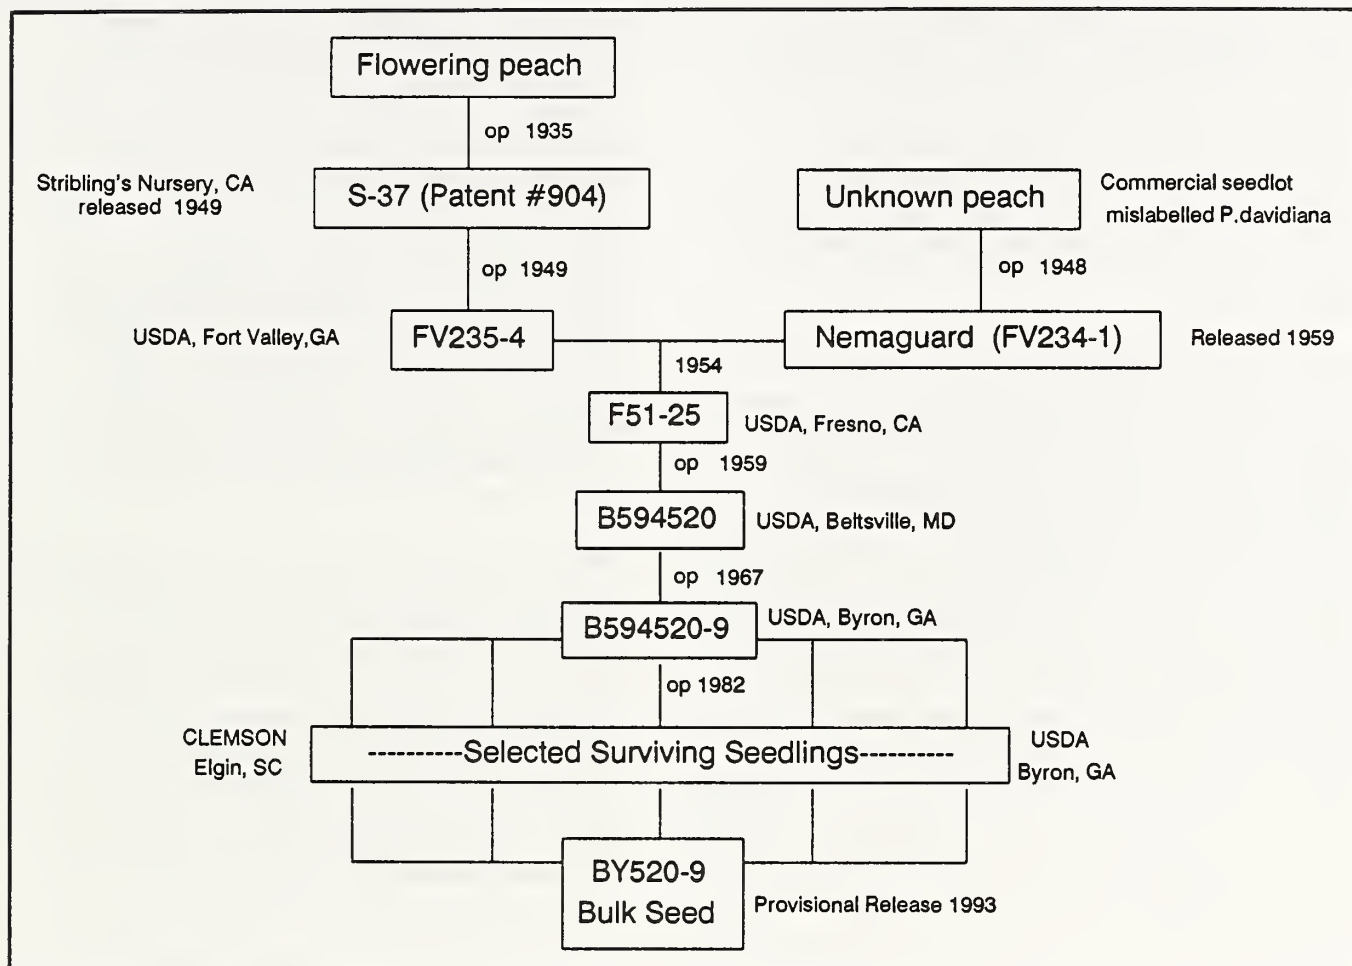 Flowering peach
op 1935
Stribling's Nursery, CA
released 1949
S-37 (Patent #904)
Unknown peach
Commercial seedlot
mislabelled P.davidiana
op 1949
op 1948
USDA, Fort Valley,GA
FV235-4
Nemaguard (FV234-1)
Released 1959
1954
F51-25
USDA, Fresno, CA
op 1959
B594520
USDA, Beltsville, MD
op 1967
B594520-9
USDA, Byron, GA
op 1982
CLEMSON
Elgin, SC
----------Selected Surviving Seedlings----------
USDA
Byron, GA
BY520-9
Bulk Seed
Provisional Release 1993